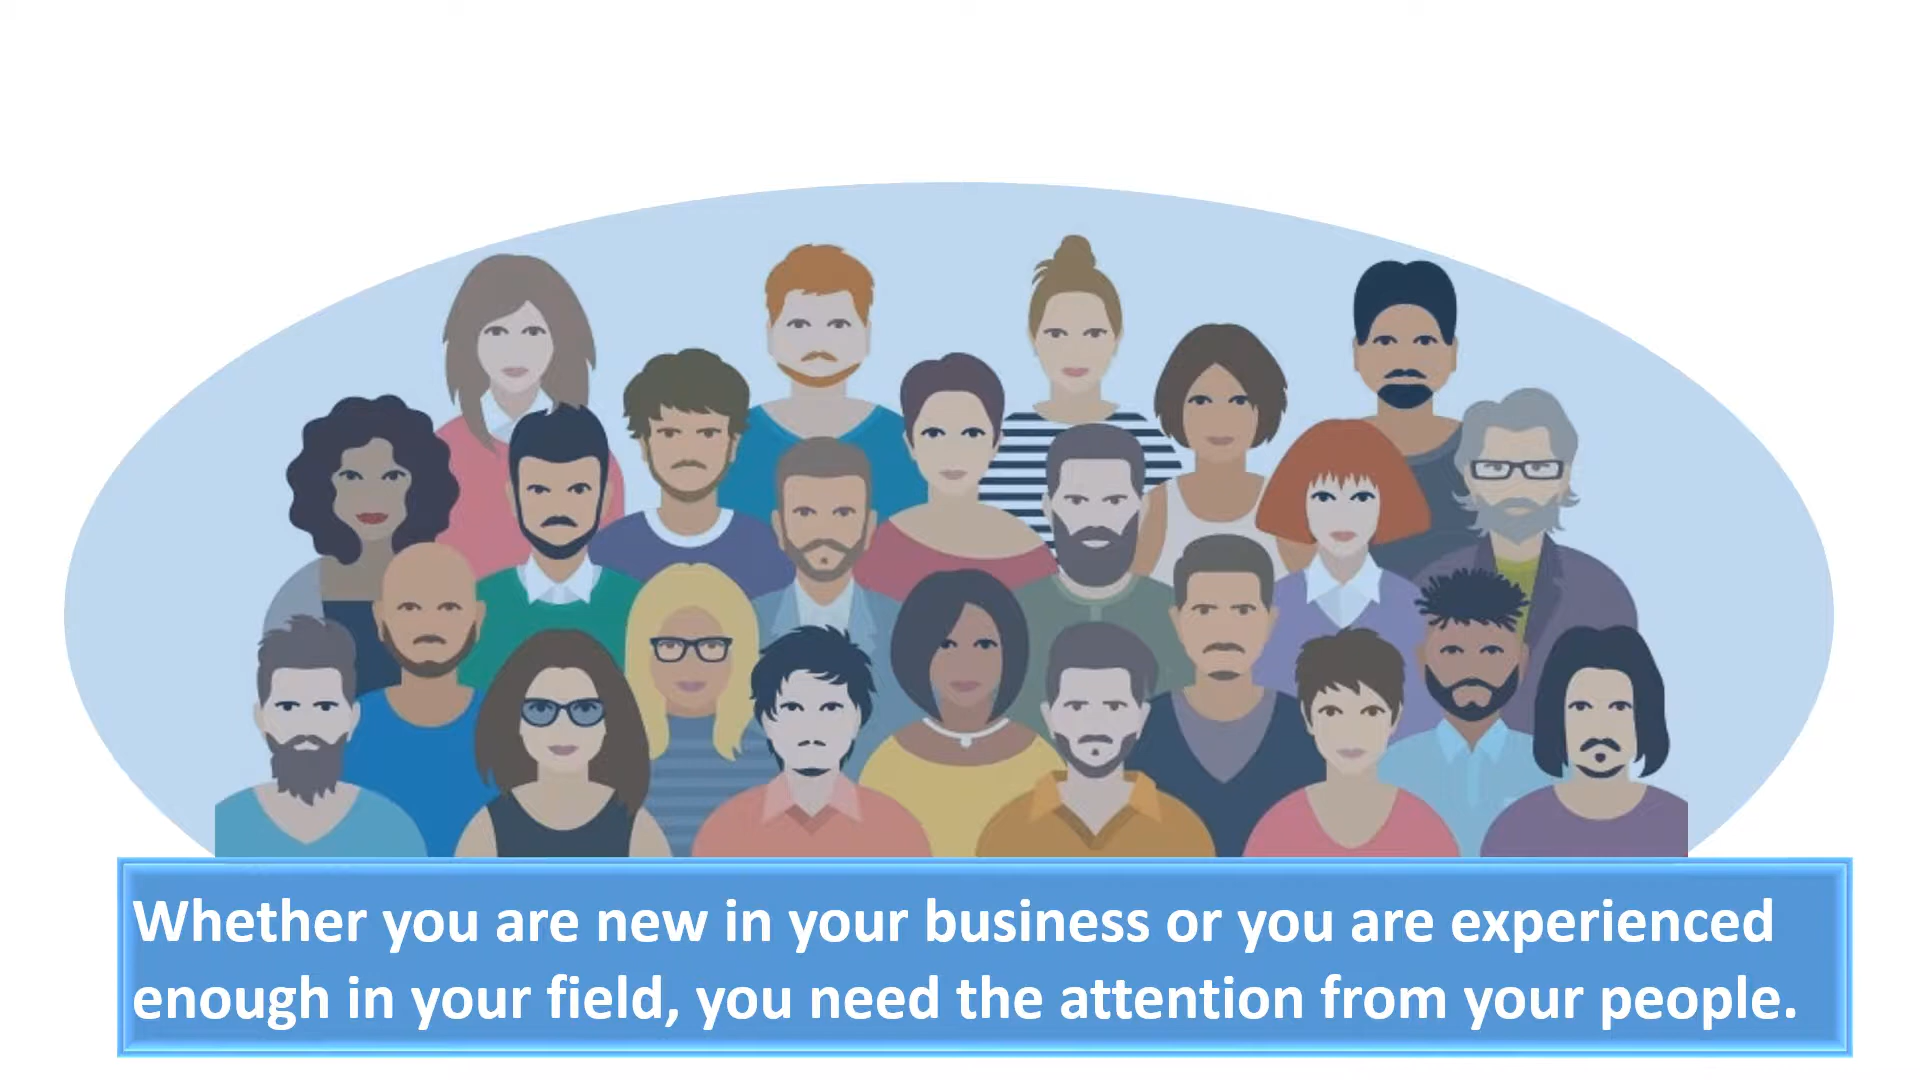 Whether you are new in your business or you are experienced
enough in your field, you need the attention from your people.